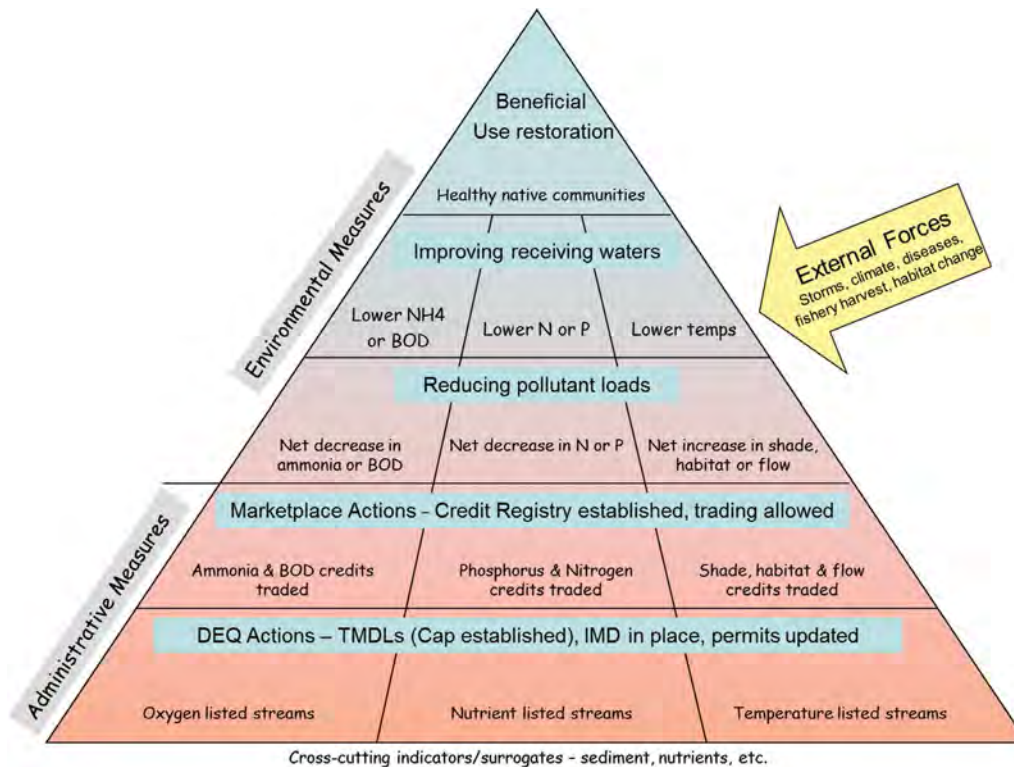 Beneficial
Use restoration
Healthy native communities
Environmental Measures
External Forces
Storms, climate, diseases,
fishery harvest, habitat change
Improving receiving waters
Lower NH4
or BOD
Lower N or P
Lower temps
Reducing pollutant loads
Net decrease in
ammonia or BOD
Net decrease in N or P
Net increase in shade,
habitat or flow
Administrative Measures
Marketplace Actions - Credit Registry established, trading allowed
Ammonia & BOD credits
traded
Phosphorus & Nitrogen
credits traded
Shade, habitat & flow
credits traded
DEQ Actions – TMDLs (Cap established), IMD in place, permits updated
Oxygen listed streams
Nutrient listed streams
Temperature listed streams
Cross-cutting indicators/surrogates - sediment, nutrients, etc.